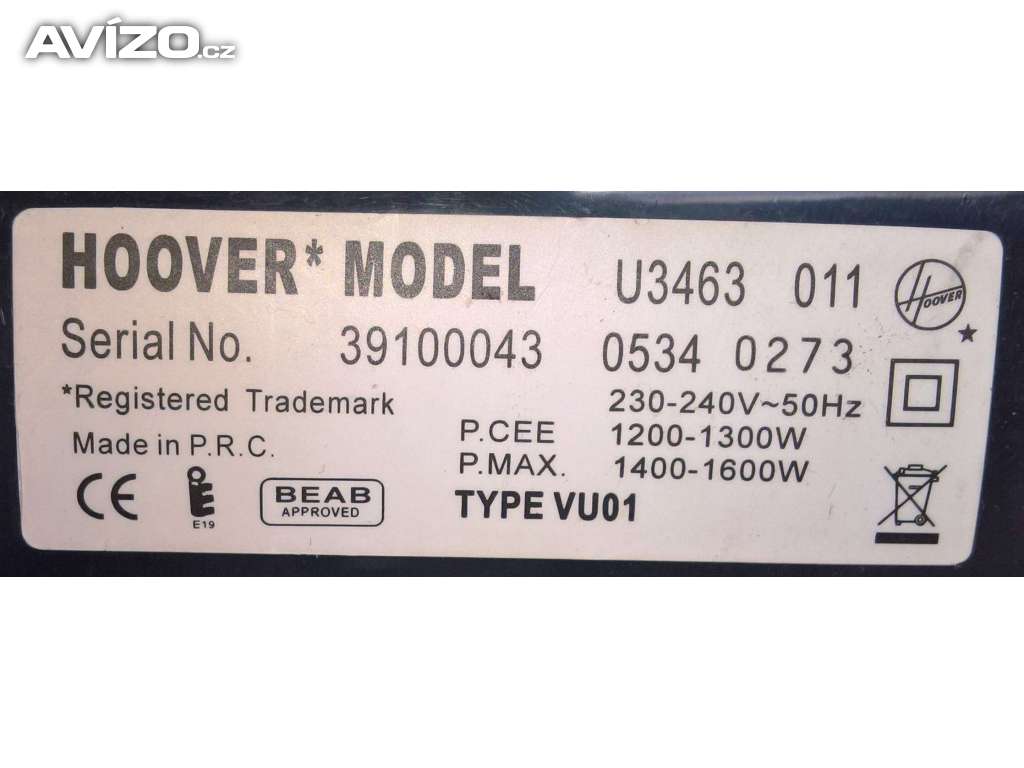 AVÍZO.cz
HOOVER* MODEL U3463 011
HOOVER
Serial No. 39100043 0534 0273
*
*Registered Trademark 230-240V~50Hz
Made in P.R.C. P.CEE 1200-1300W
P.MAX. 1400-1600W
CE E19 BEAB APPROVED TYPE VU01